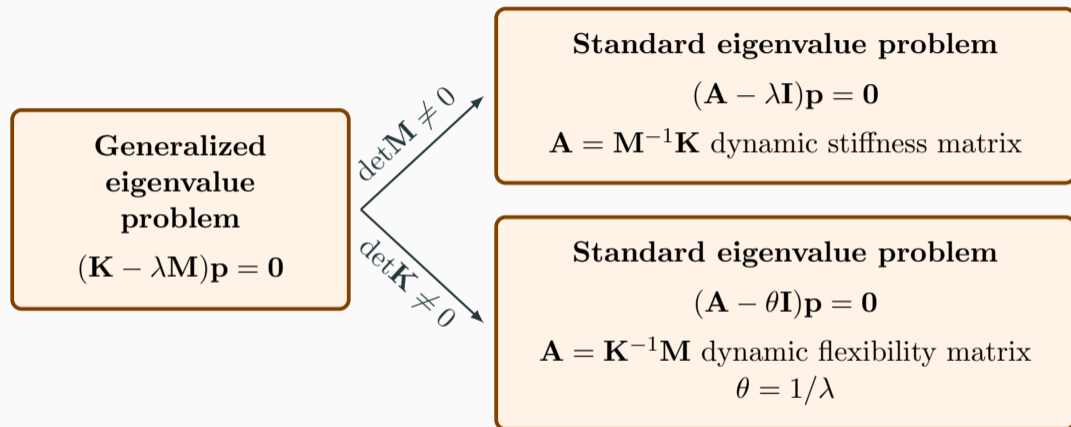 Generalized
eigenvalue
problem
(K − λM)p = 0
detM ≠ 0
detK ≠ 0
Standard eigenvalue problem
(A − λI)p = 0
A = M⁻¹K dynamic stiffness matrix
Standard eigenvalue problem
(A − θI)p = 0
A = K⁻¹M dynamic flexibility matrix
θ = 1/λ